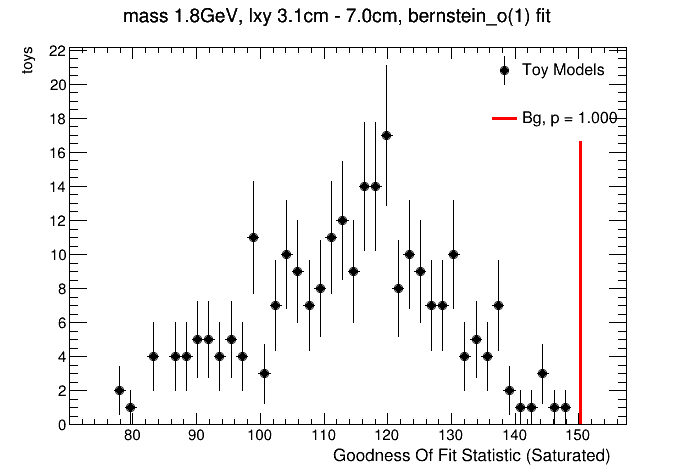 mass 1.8GeV, lxy 3.1cm - 7.0cm, bernstein_o(1) fit
toys
22
20
18
16
14
12
10
8
6
4
2
0
Toy Models
Bg, p = 1.000
80 90 100 110 120 130 140 150
Goodness Of Fit Statistic (Saturated)